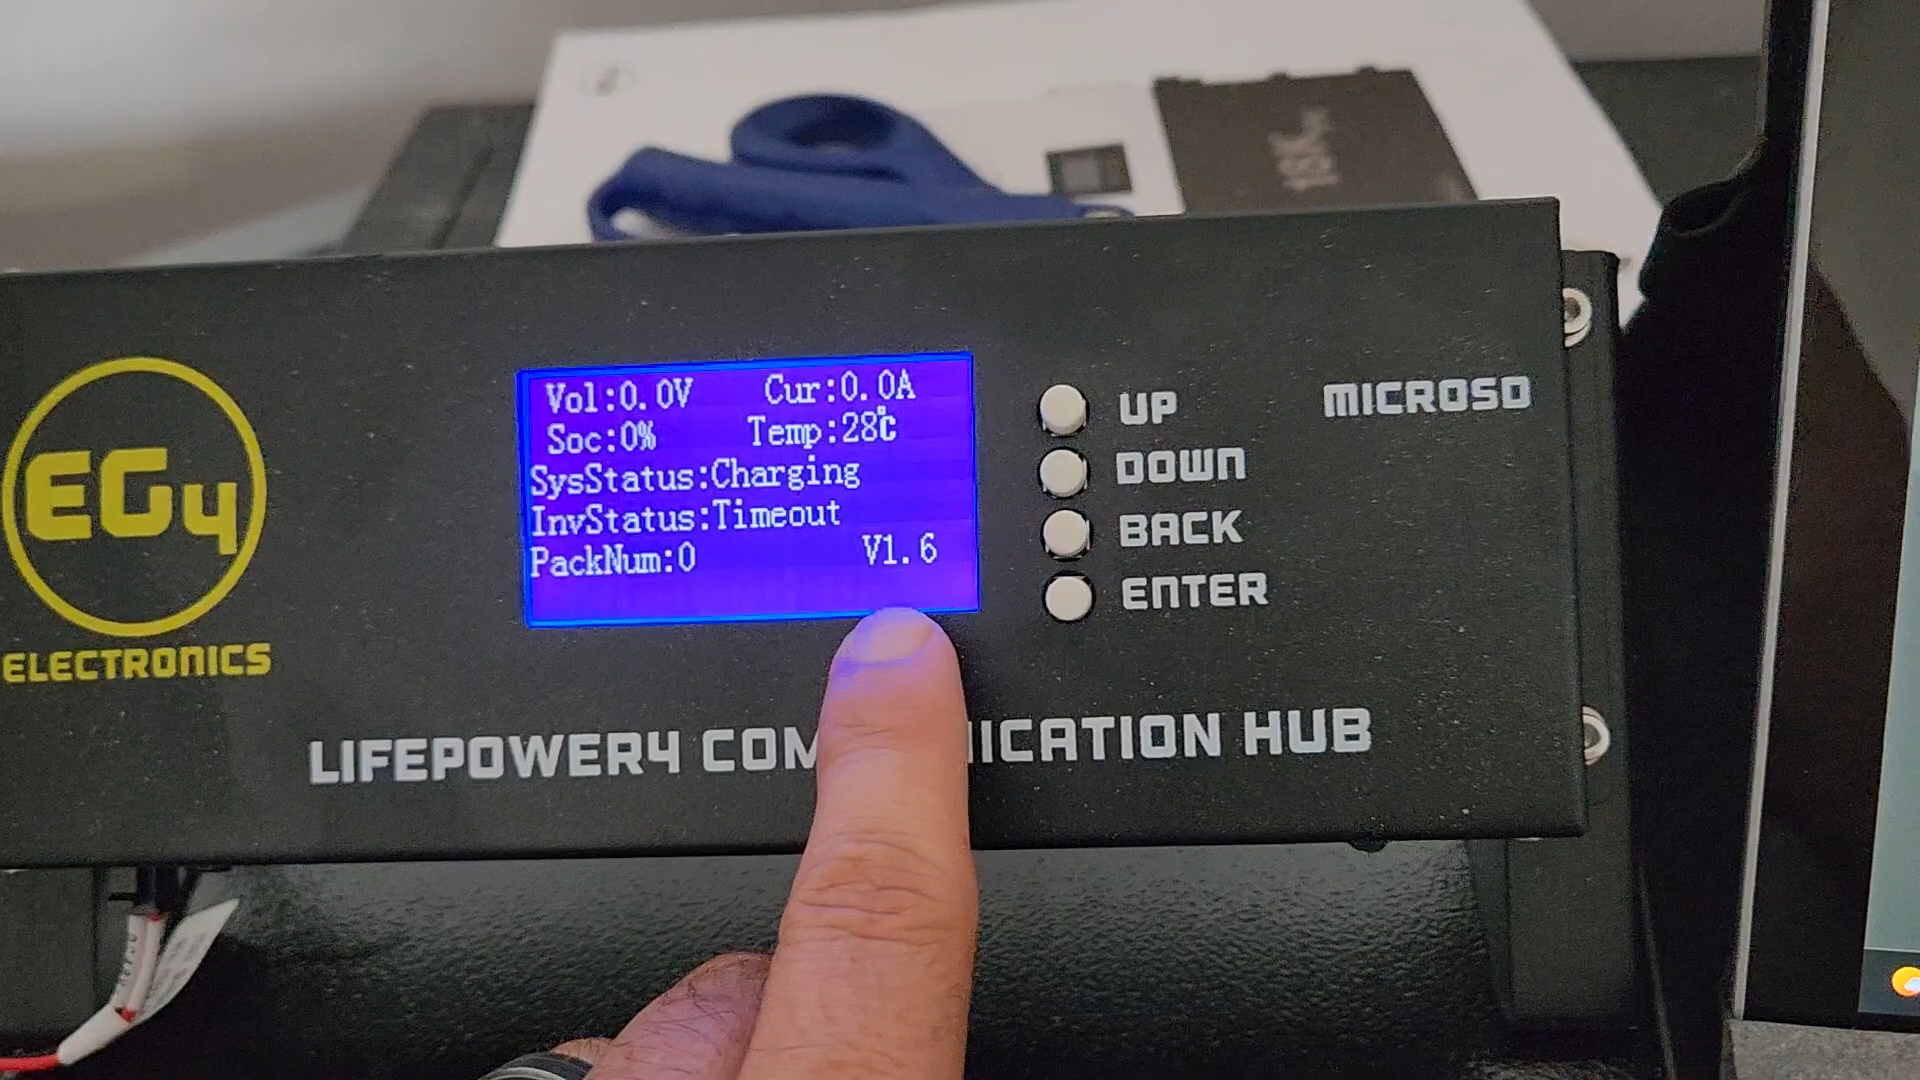 18K
EG4
ELECTRONICS
Vol:0.0V Cur:0.0A
Soc:0% Temp:28℃
SysStatus:Charging
InvStatus:Timeout
PackNum:0 V1.6
UP
DOWN
BACK
ENTER
MICROSD
LIFEPOWER4 COM ICATION HUB